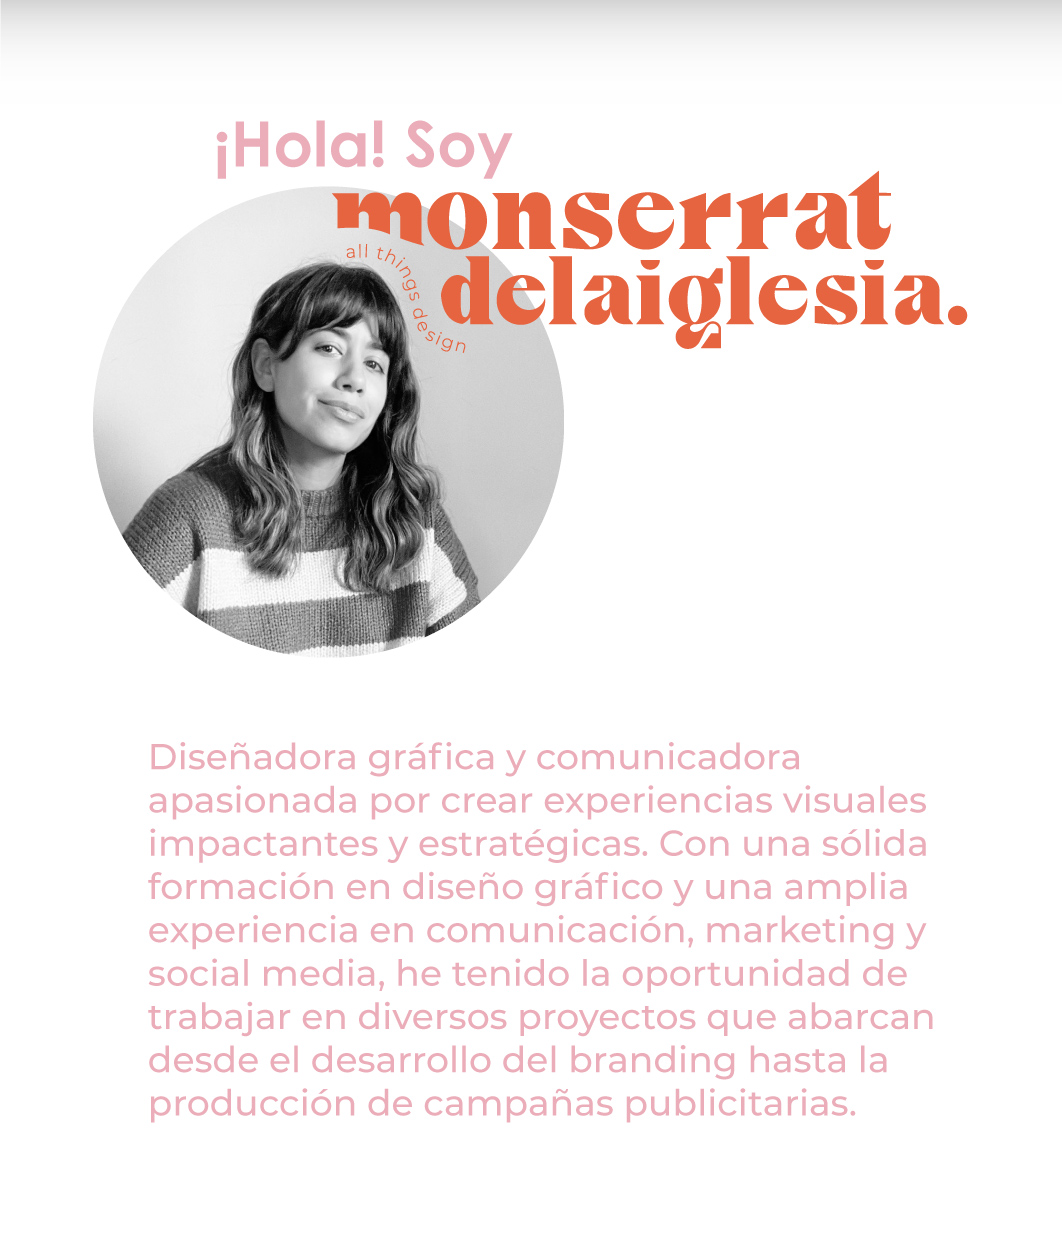 ¡Hola! Soy
monserrat
delaiglesia.
all things design
Diseñadora gráfica y comunicadora
apasionada por crear experiencias visuales
impactantes y estratégicas. Con una sólida
formación en diseño gráfico y una amplia
experiencia en comunicación, marketing y
social media, he tenido la oportunidad de
trabajar en diversos proyectos que abarcan
desde el desarrollo del branding hasta la
producción de campañas publicitarias.